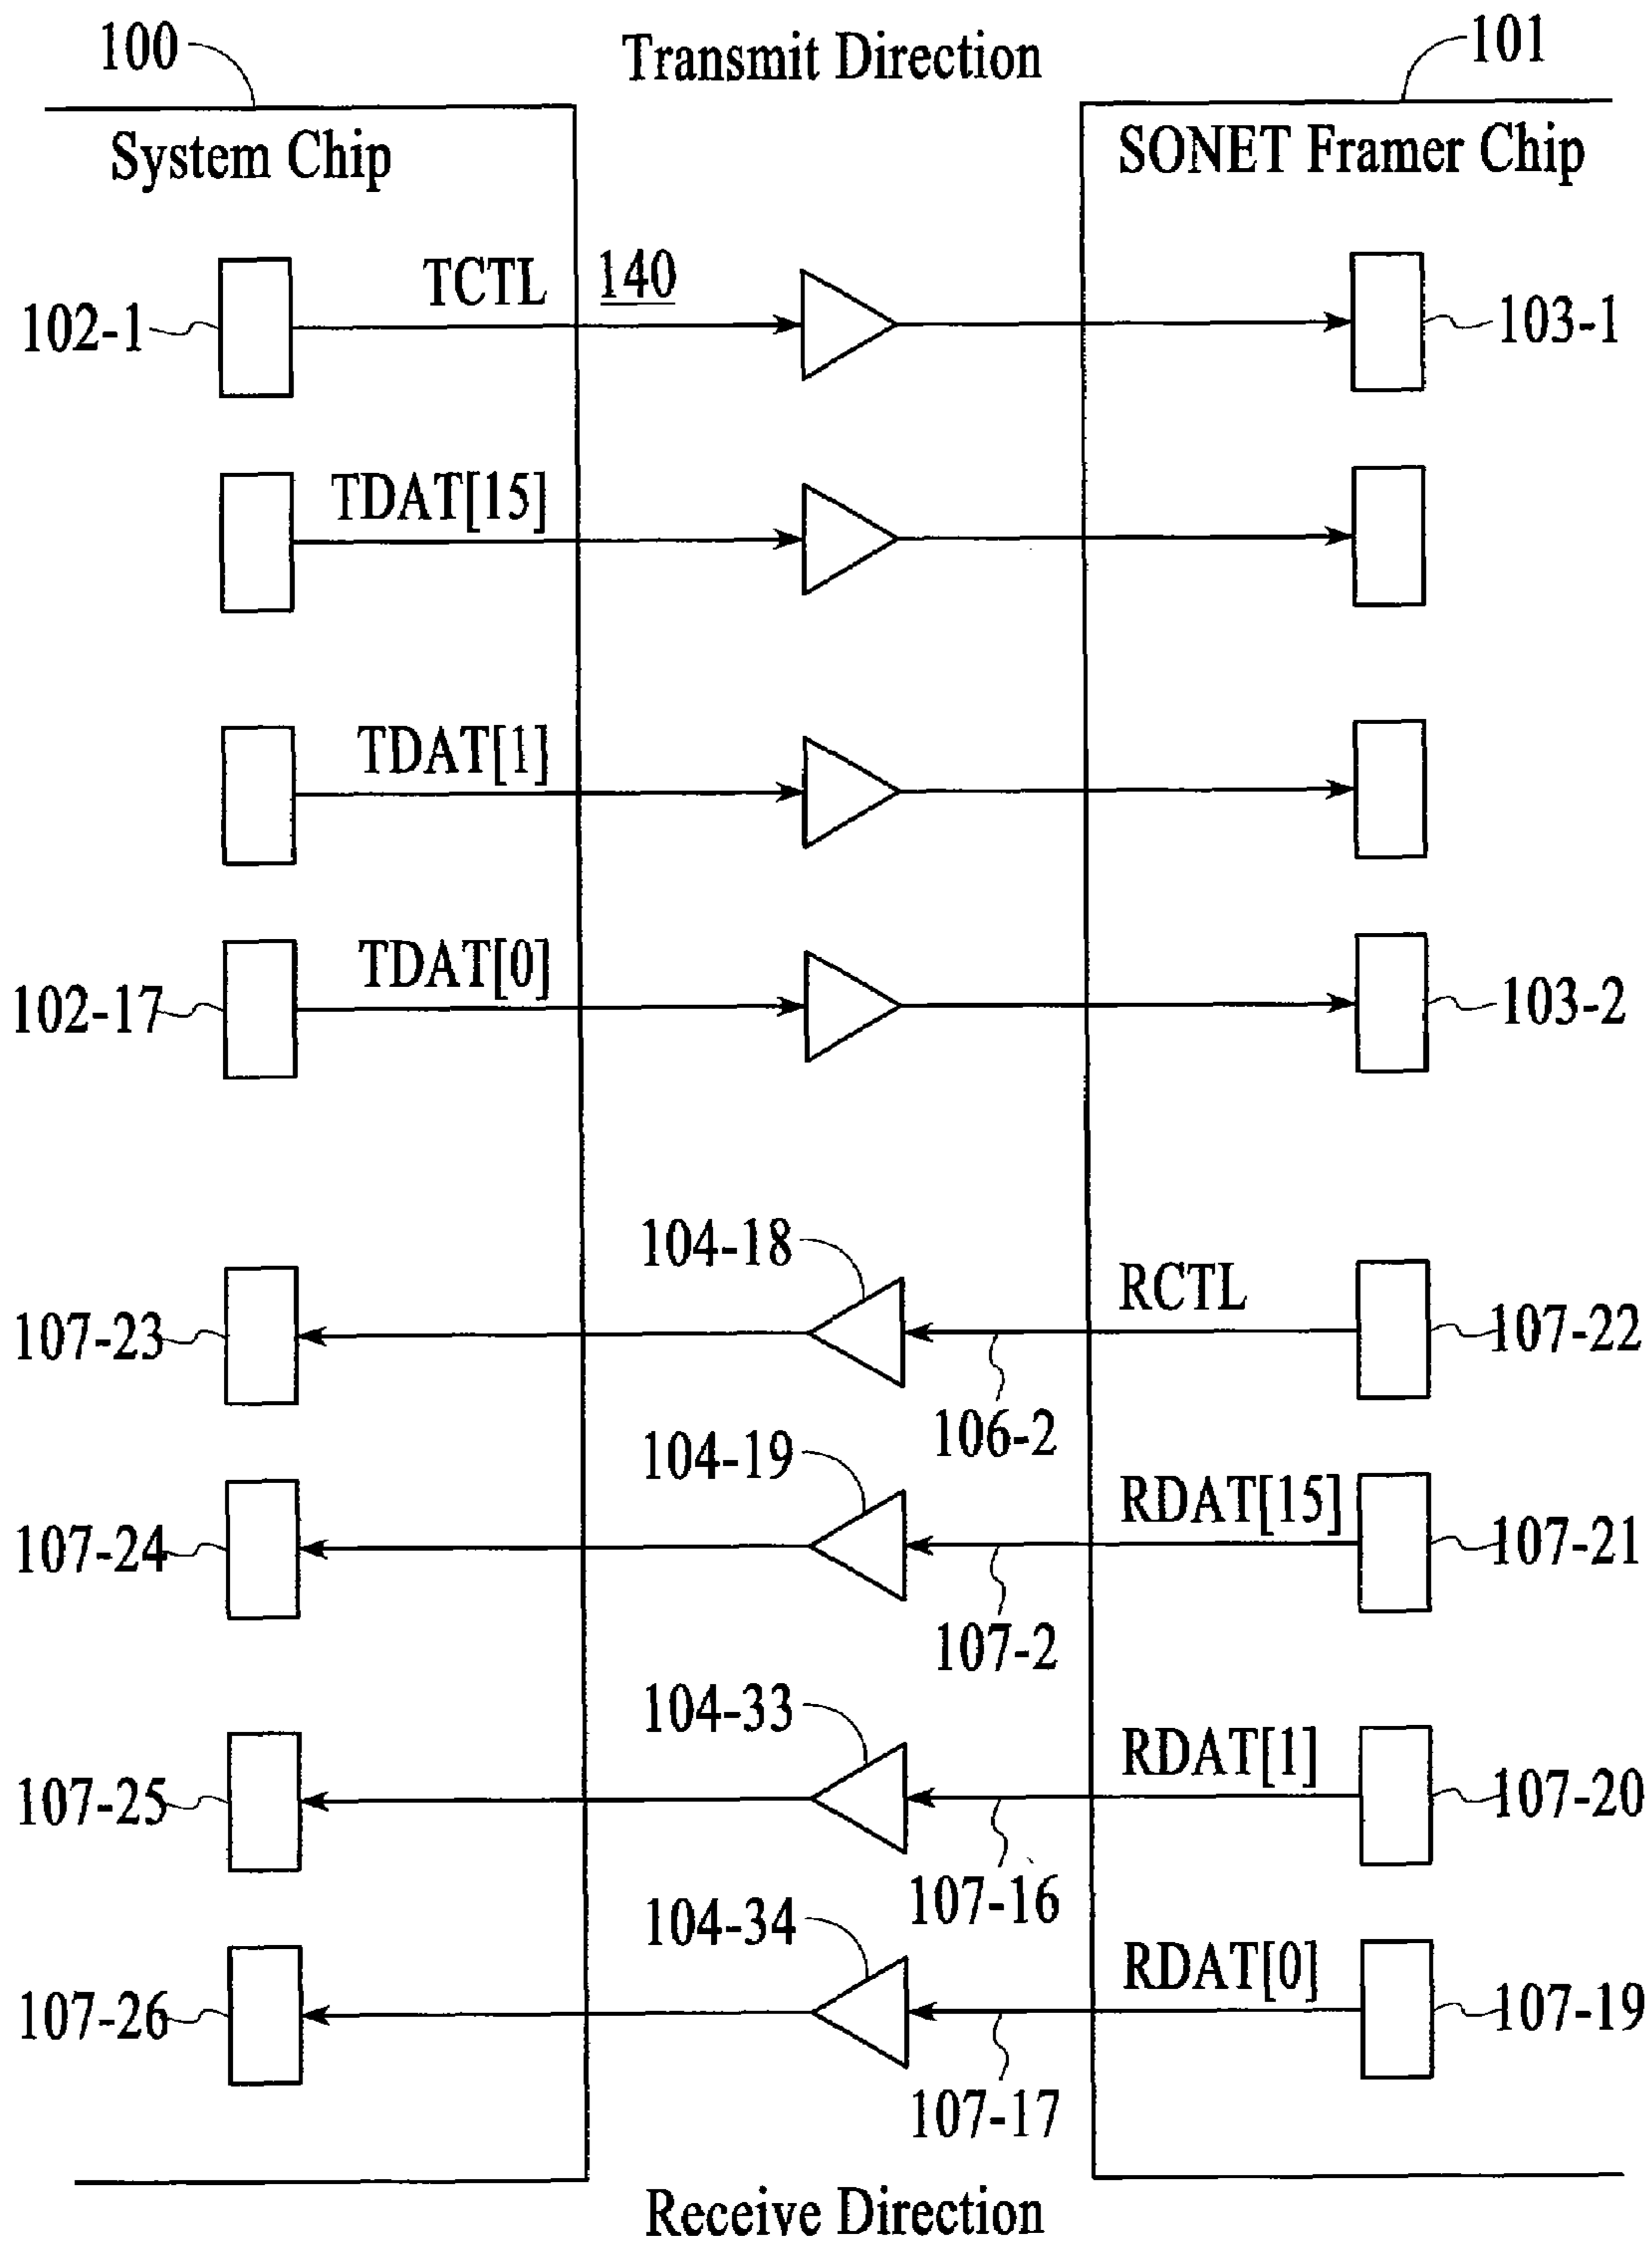 100
Transmit Direction
101
System Chip
SONET Framer Chip
TCTL
140
102-1
103-1
TDAT[15]
TDAT[1]
TDAT[0]
102-17
103-2
104-18
RCTL
107-23
107-22
106-2
104-19
RDAT[15]
107-24
107-21
107-2
104-33
RDAT[1]
107-25
107-20
107-16
104-34
RDAT[0]
107-26
107-19
107-17
Receive Direction